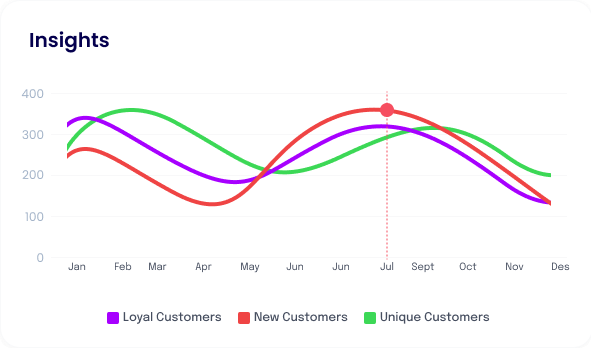 Insights
400
300
200
100
0
Jan Feb Mar Apr May Jun Jun Jul Sept Oct Nov Des
Loyal Customers New Customers Unique Customers